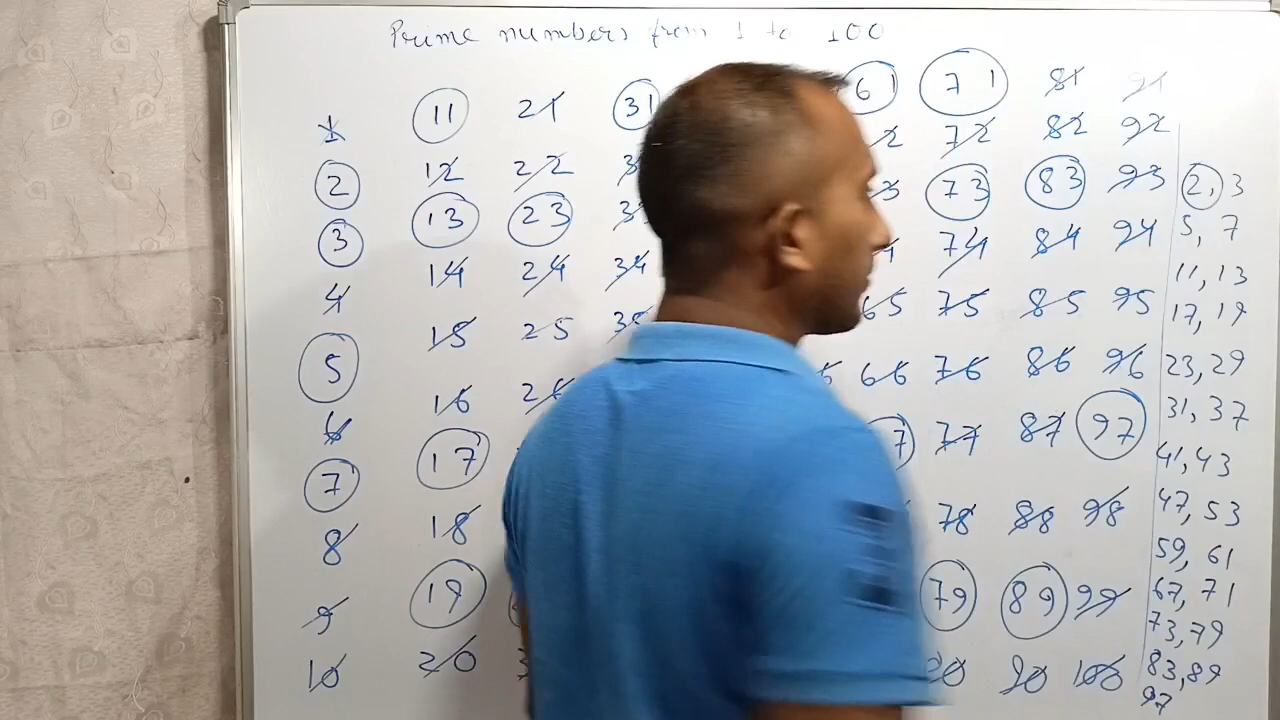 Prime numbers from 1 to 100
1 11 21 31 61 71 81 91
2 12 22 72 82 92
3 13 23 73 83 93
4 14 24 34 74 84 94
5 15 25 35 65 75 85 95
6 16 26 66 76 86 96
7 17 77 87 97
8 18 78 88 98
9 19 79 89 99
10 20 90 100
2, 3
5, 7
11, 13
17, 19
23, 29
31, 37
41, 43
47, 53
59, 61
67, 71
73, 79
83, 89
97